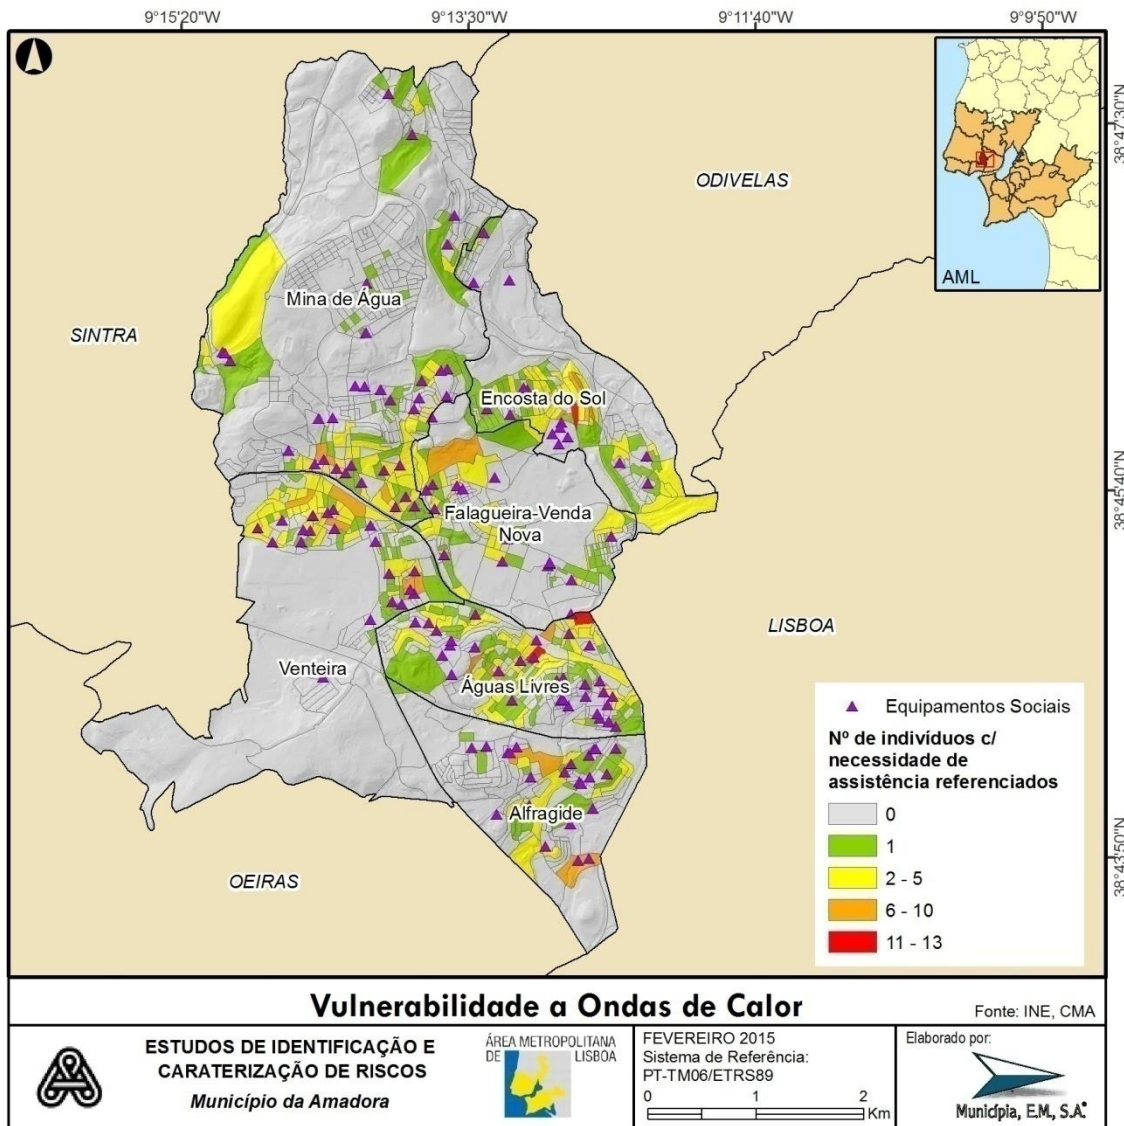 9°15'20"W
9°13'30"W
9°11'40"W
9°9'50"W
38°47'30"N
38°45'40"N
38°43'50"N
AML
ODIVELAS
SINTRA
LISBOA
OEIRAS
Mina de Água
Encosta do Sol
Falagueira-Venda
Nova
Venteira
Águas Livres
Alfragide
Equipamentos Sociais
Nº de indivíduos c/
necessidade de
assistência referenciados
0
1
2 - 5
6 - 10
11 - 13
Vulnerabilidade a Ondas de Calor
Fonte: INE, CMA
ESTUDOS DE IDENTIFICAÇÃO E
CARATERIZAÇÃO DE RISCOS
Município da Amadora
ÁREA METROPOLITANA
DE LISBOA
FEVEREIRO 2015
Sistema de Referência:
PT-TM06/ETRS89
0 1 2
Km
Elaborado por:
Municípia, E.M., S.A.